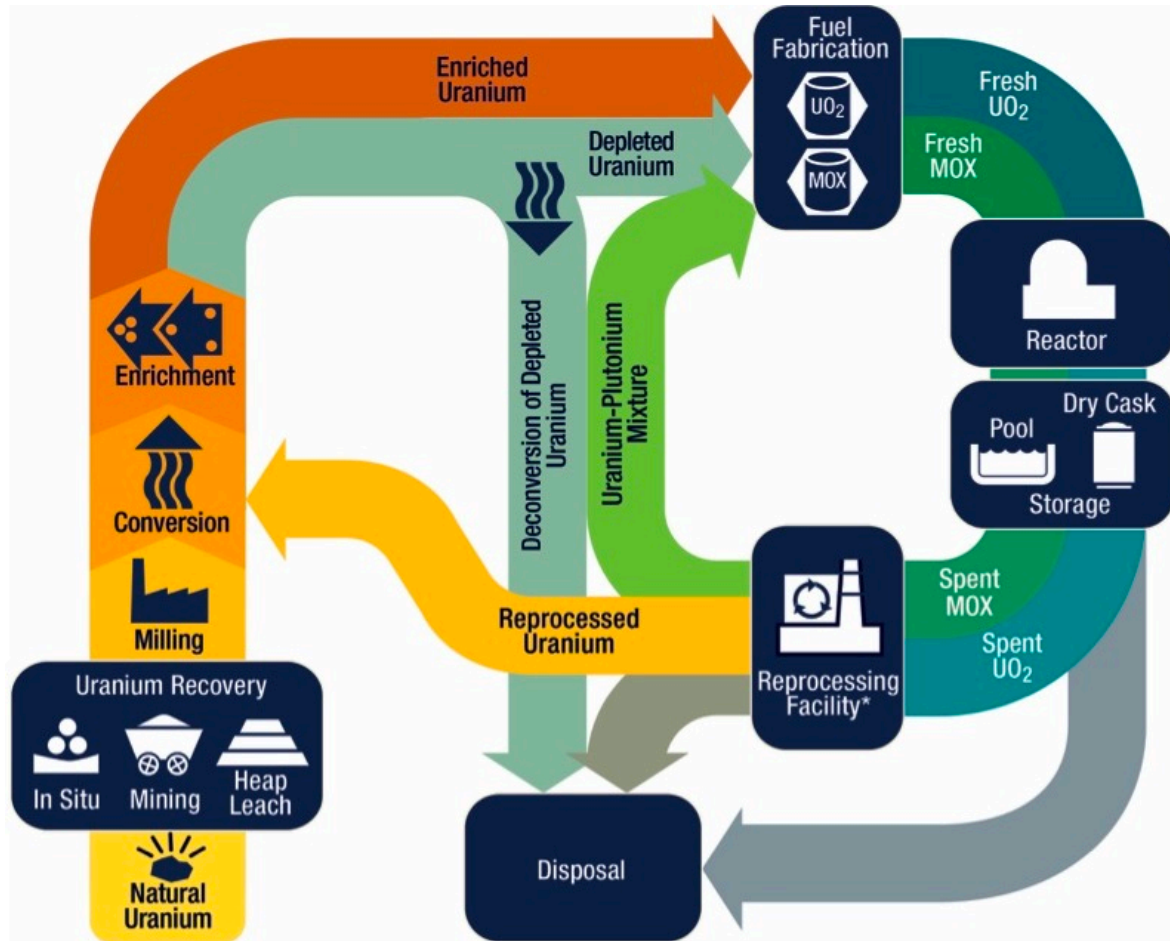 Fuel
Fabrication
UO₂
MOX
Enriched
Uranium
Depleted
Uranium
Fresh
UO₂
Fresh
MOX
Reactor
Dry Cask
Pool
Storage
Enrichment
Conversion
Milling
Deconversion of Depleted
Uranium
Uranium-Plutonium
Mixture
Reprocessed
Uranium
Spent
MOX
Spent
UO₂
Reprocessing
Facility*
Uranium Recovery
In Situ
Mining
Heap
Leach
Natural
Uranium
Disposal